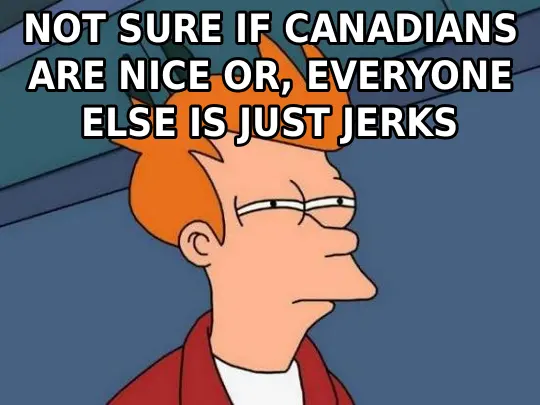 NOT SURE IF CANADIANS
ARE NICE OR, EVERYONE
ELSE IS JUST JERKS